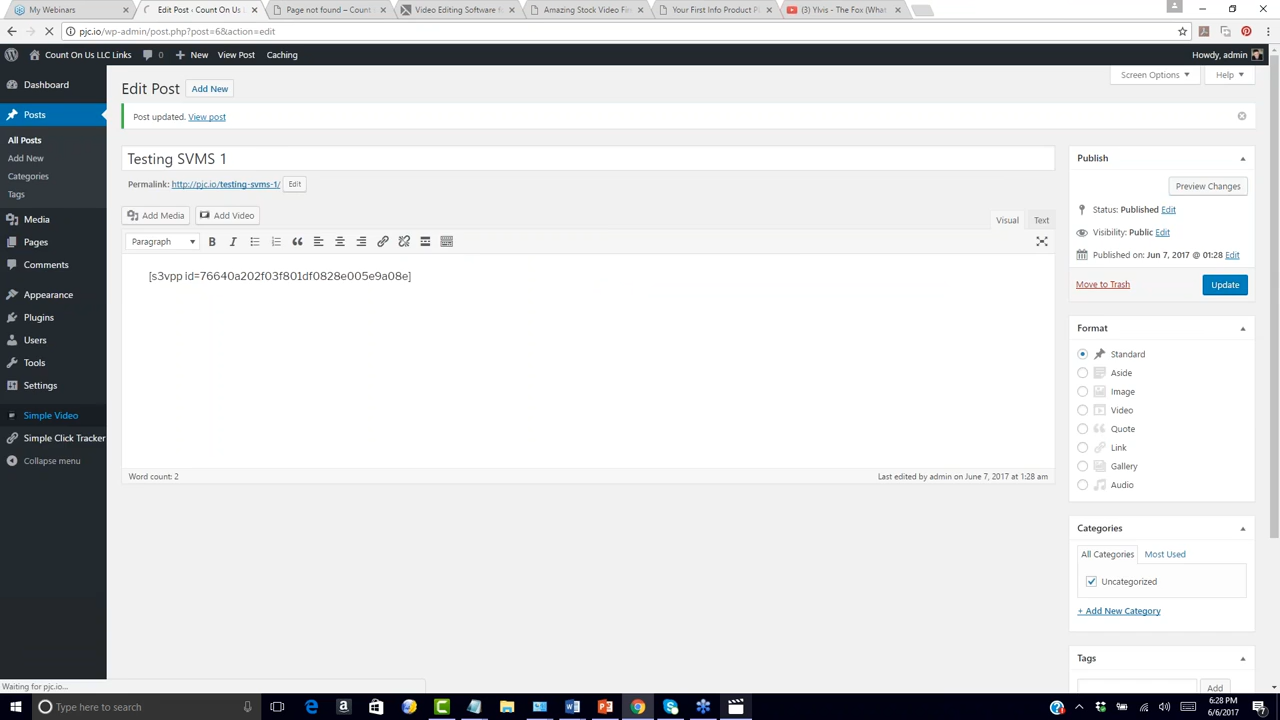 My Webinars
Edit Post ‹ Count On Us L
Page not found – Count
Video Editing Software f
Amazing Stock Video Fi
Your First Info Product Pl
(3) Ylvis - The Fox (What
pjc.io/wp-admin/post.php?post=6&action=edit
Count On Us LLC Links
0
New
View Post
Caching
Howdy, admin
Dashboard
Posts
All Posts
Add New
Categories
Tags
Media
Pages
Comments
Appearance
Plugins
Users
Tools
Settings
Simple Video
Simple Click Tracker
Collapse menu
Screen Options
Help
Edit Post
Add New
Post updated. View post
Testing SVMS 1
Permalink: http://pjc.io/testing-svms-1/
Edit
Add Media
Add Video
Visual
Text
Paragraph
[s3vpp id=76640a202f03f801df0828e005e9a08e]
Word count: 2
Last edited by admin on June 7, 2017 at 1:28 am
Publish
Preview Changes
Status: Published Edit
Visibility: Public Edit
Published on: Jun 7, 2017 @ 01:28 Edit
Move to Trash
Update
Format
Standard
Aside
Image
Video
Quote
Link
Gallery
Audio
Categories
All Categories
Most Used
Uncategorized
+ Add New Category
Tags
Add
Waiting for pjc.io...
Type here to search
6:28 PM
6/6/2017